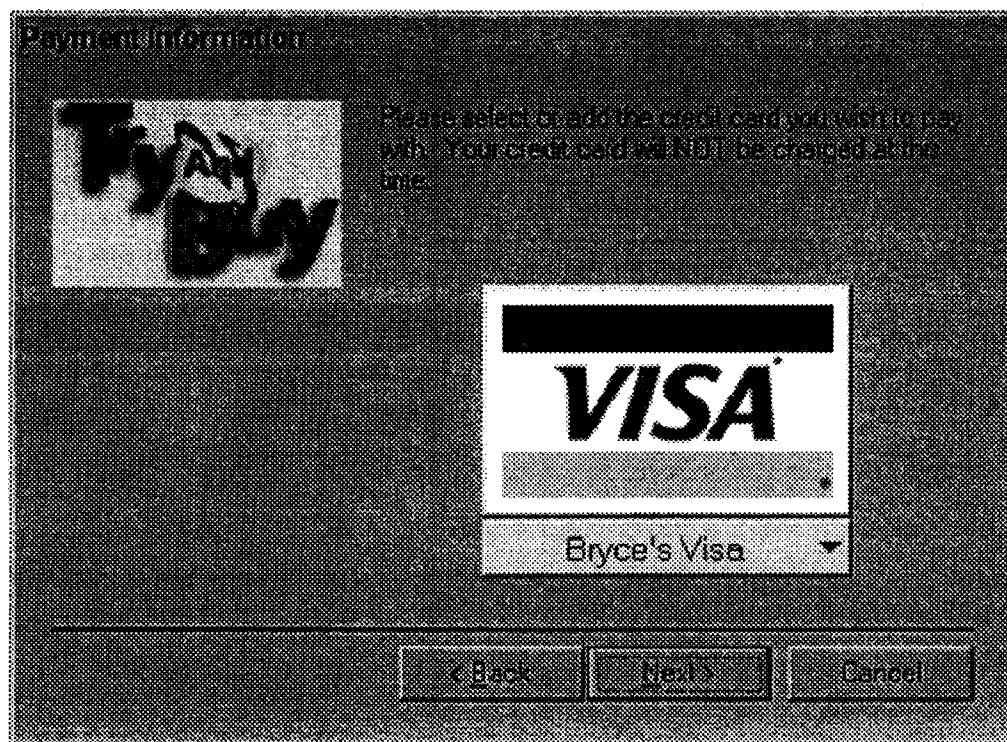 Payment Information
Try Any Buy
Please select or add the credit card you wish to pay
with. Your credit card will NOT be charged at this
time.
VISA
Bryce's Visa
< Back
Next >
Cancel